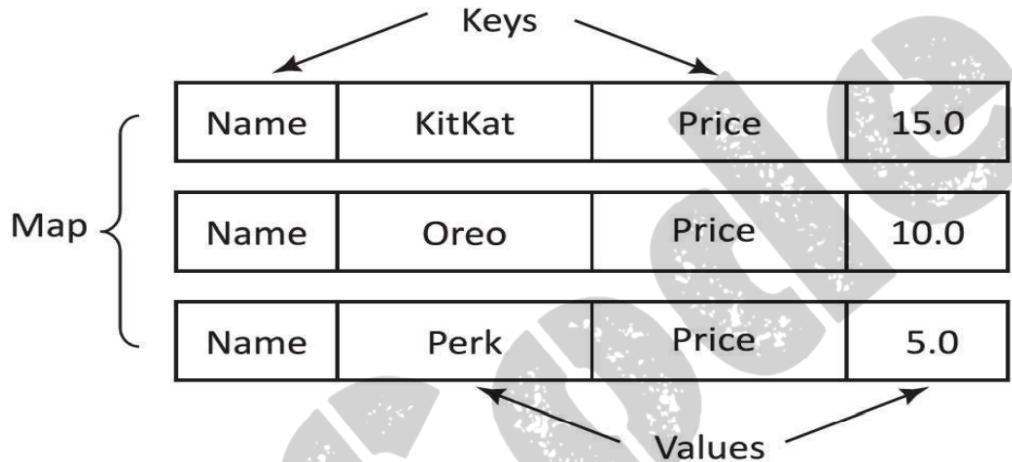 Keys
Name KitKat Price 15.0
Map
Name Oreo Price 10.0
Name Perk Price 5.0
Values